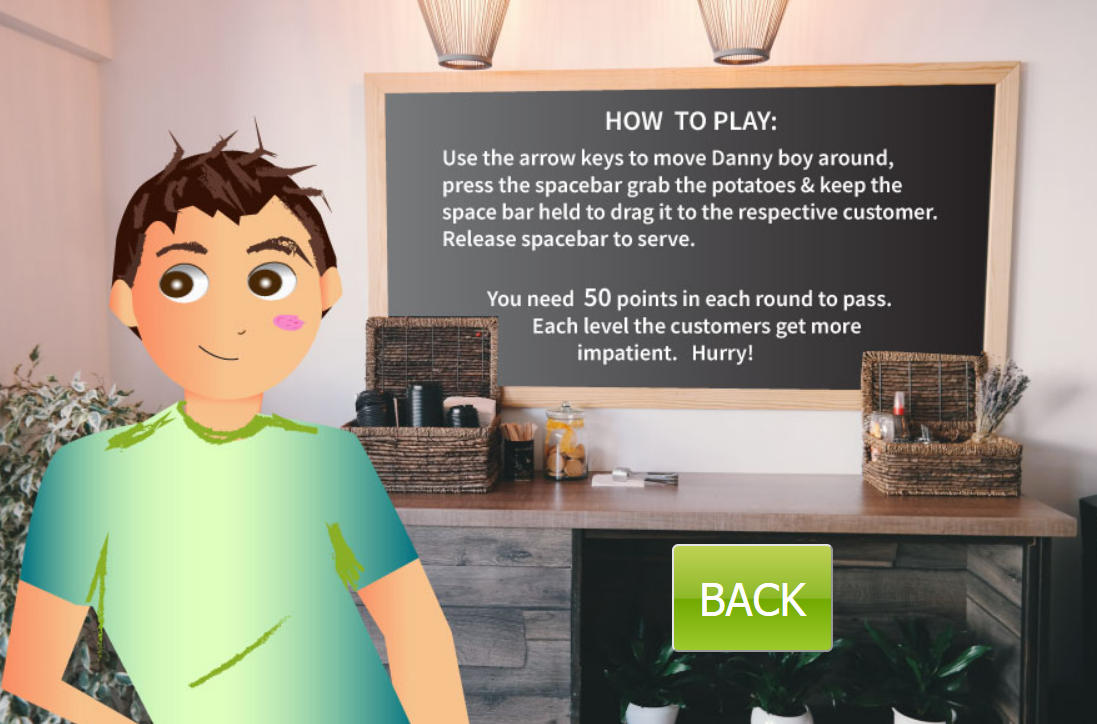 HOW TO PLAY:
Use the arrow keys to move Danny boy around,
press the spacebar grab the potatoes & keep the
space bar held to drag it to the respective customer.
Release spacebar to serve.
You need 50 points in each round to pass.
Each level the customers get more
impatient. Hurry!
BACK